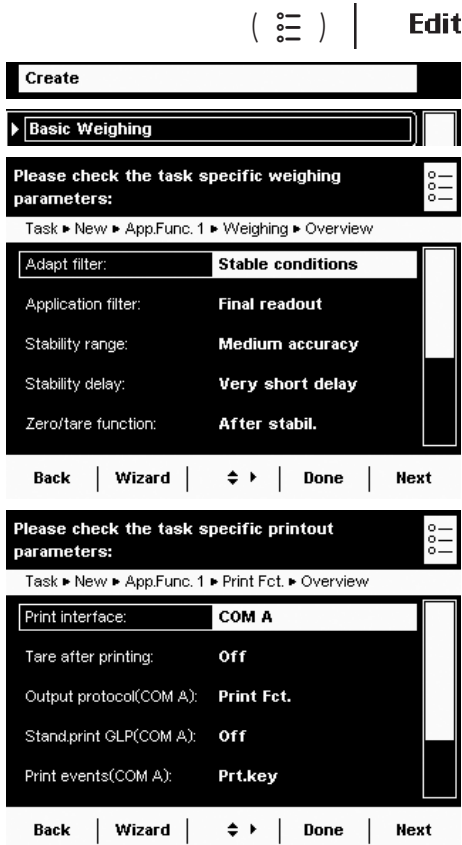 ( ) | Edit
Create
Basic Weighing
Please check the task specific weighing
parameters:
Task ▸ New ▸ App.Func. 1 ▸ Weighing ▸ Overview
Adapt filter: Stable conditions
Application filter: Final readout
Stability range: Medium accuracy
Stability delay: Very short delay
Zero/tare function: After stabil.
Back | Wizard | | Done | Next
Please check the task specific printout
parameters:
Task ▸ New ▸ App.Func. 1 ▸ Print Fct. ▸ Overview
Print interface: COM A
Tare after printing: Off
Output protocol(COM A): Print Fct.
Stand.print GLP(COM A): Off
Print events(COM A): Prt.key
Back | Wizard | | Done | Next